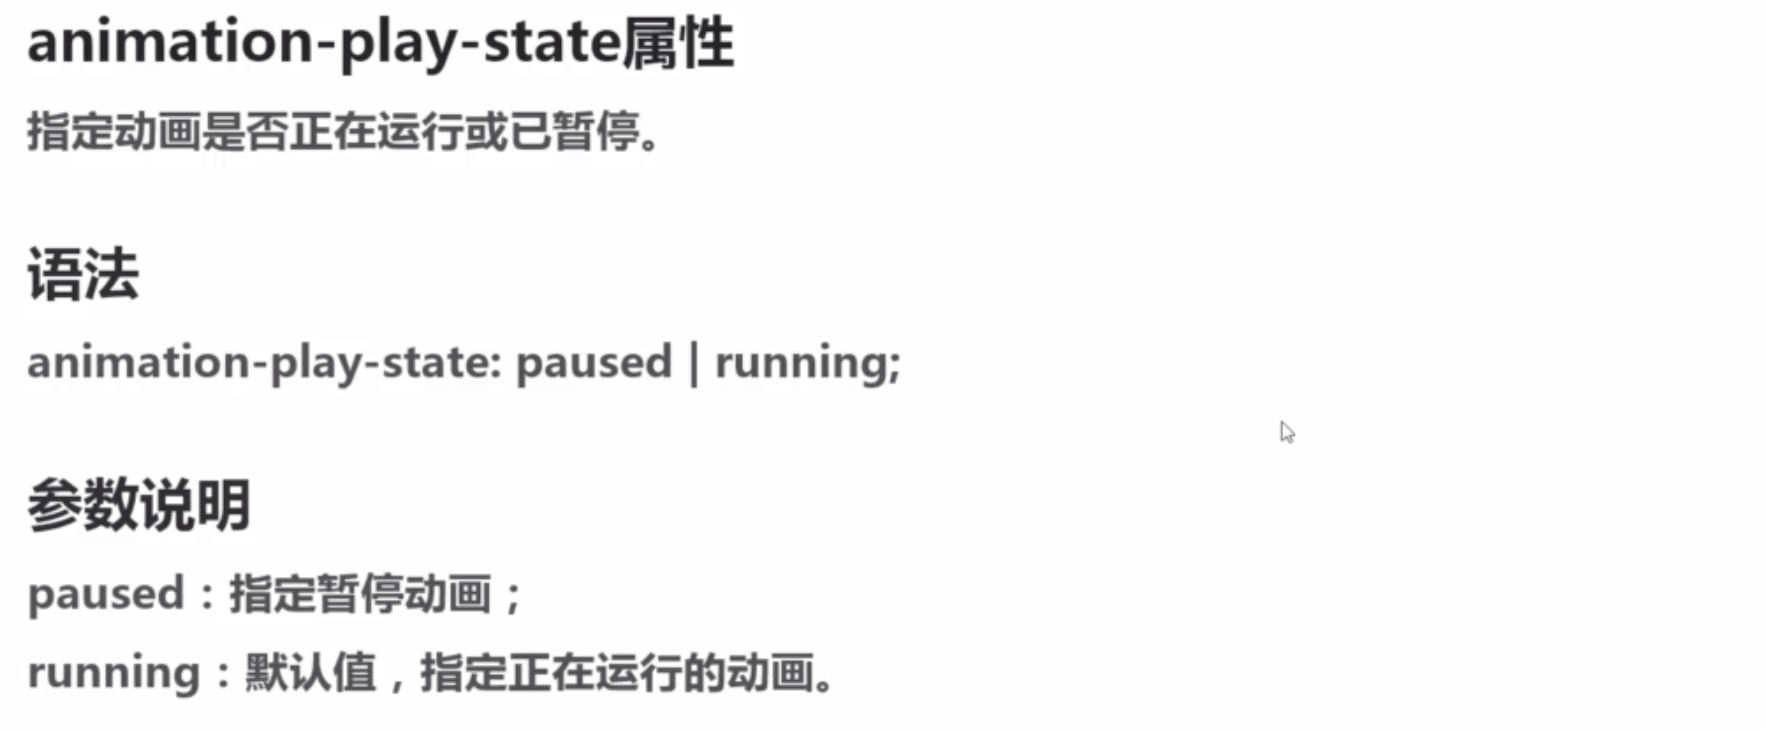 animation-play-state属性
指定动画是否正在运行或已暂停。
语法
animation-play-state: paused | running;
参数说明
paused：指定暂停动画；
running：默认值，指定正在运行的动画。